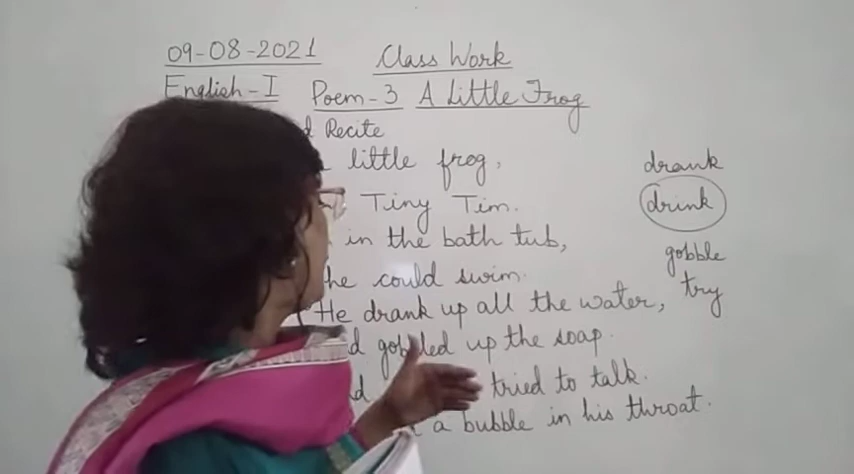 09-08-2021 Class Work
English-I Poem-3 A Little Frog
Recite
little frog,
Tiny Tim.
in the bath tub,
he could swim.
He drank up all the water,
gobbled up the soap.
tried to talk.
a bubble in his throat.
drank
drink
gobble
try